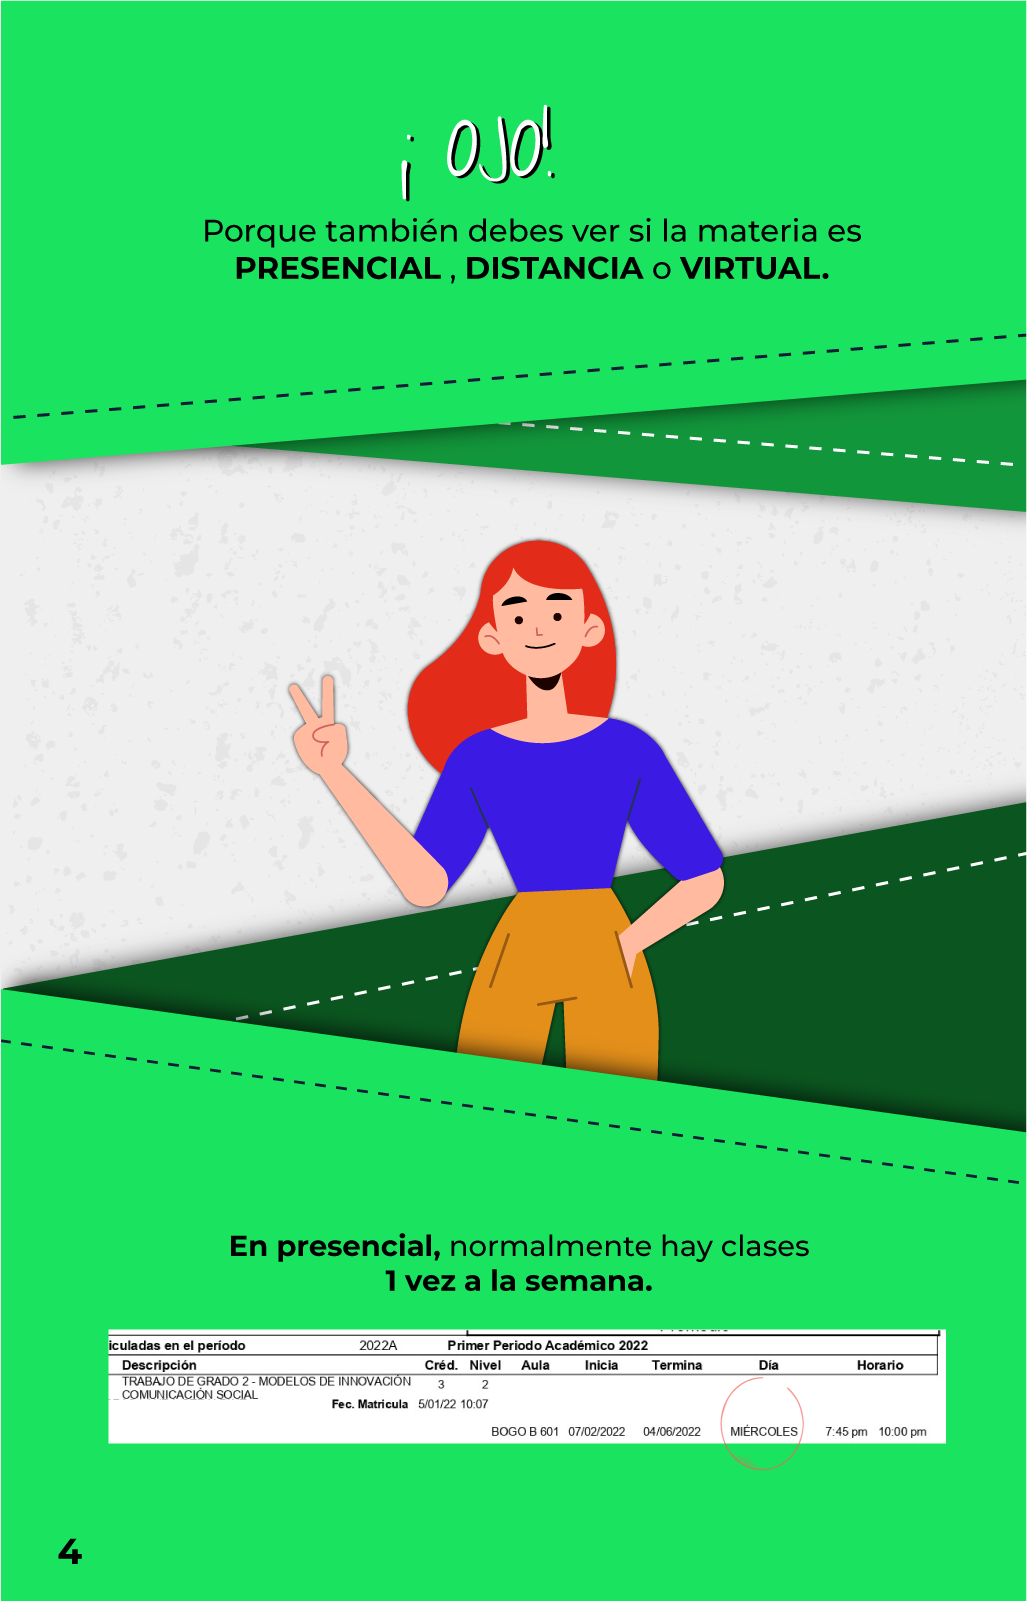 ¡ OJO!
Porque también debes ver si la materia es
PRESENCIAL , DISTANCIA o VIRTUAL.
En presencial, normalmente hay clases
1 vez a la semana.
iculadas en el período 2022A Primer Periodo Académico 2022
Descripción Créd. Nivel Aula Inicia Termina Día Horario
TRABAJO DE GRADO 2 - MODELOS DE INNOVACIÓN 3 2
COMUNICACIÓN SOCIAL
Fec. Matricula 5/01/22 10:07
BOGO B 601 07/02/2022 04/06/2022 MIÉRCOLES 7:45 pm 10:00 pm
4